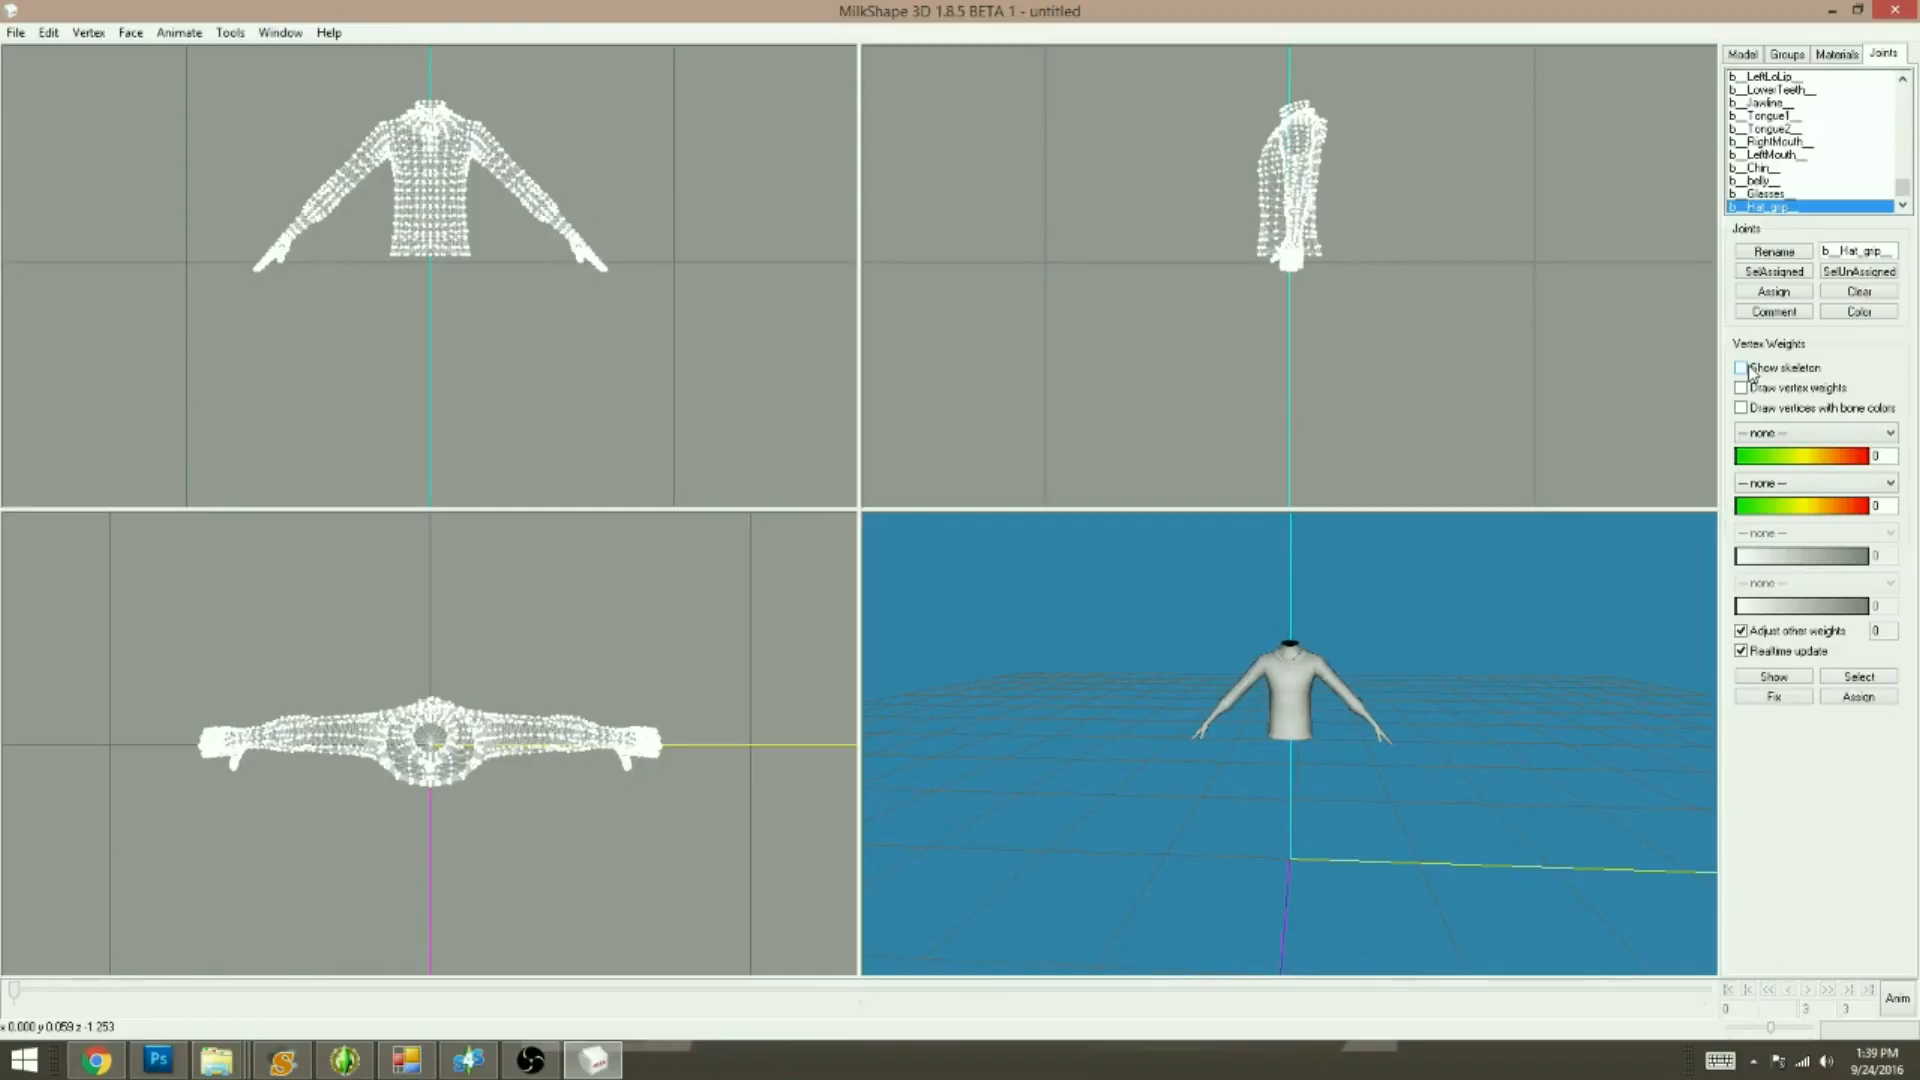 MilkShape 3D 1.8.5 BETA 1 - untitled
File Edit Vertex Face Animate Tools Window Help
Model Groups Materials Joints
b__LeftLoLip__
b__LowerTeeth__
b__Jawline__
b__Tongue1__
b__Tongue2__
b__RightMouth__
b__LeftMouth__
b__Chin__
b__belly__
b__Glasses__
b__Hat_grip__
Joints
Rename b__Hat_grip__
SelAssigned SelUnAssigned
Assign Clear
Comment Color
Vertex Weights
Show skeleton
Draw vertex weights
Draw vertices with bone colors
-- none --
0
-- none --
0
-- none --
0
-- none --
0
Adjust other weights 0
Realtime update
Show Select
Fix Assign
Anim
0 3 3
x 0.000 y 0.059 z -1.253
Ps
1:39 PM
9/24/2016